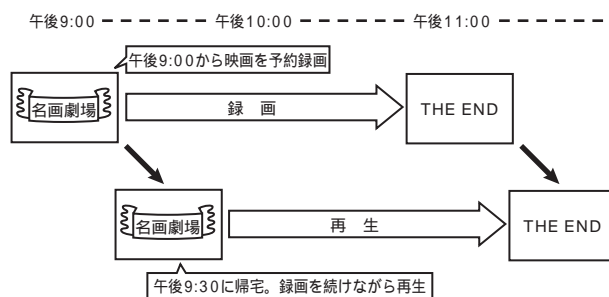 午後9:00 午後10:00 午後11:00
午後9:00から映画を予約録画
名画劇場
録 画
THE END
名画劇場
再 生
THE END
午後9:30に帰宅。録画を続けながら再生